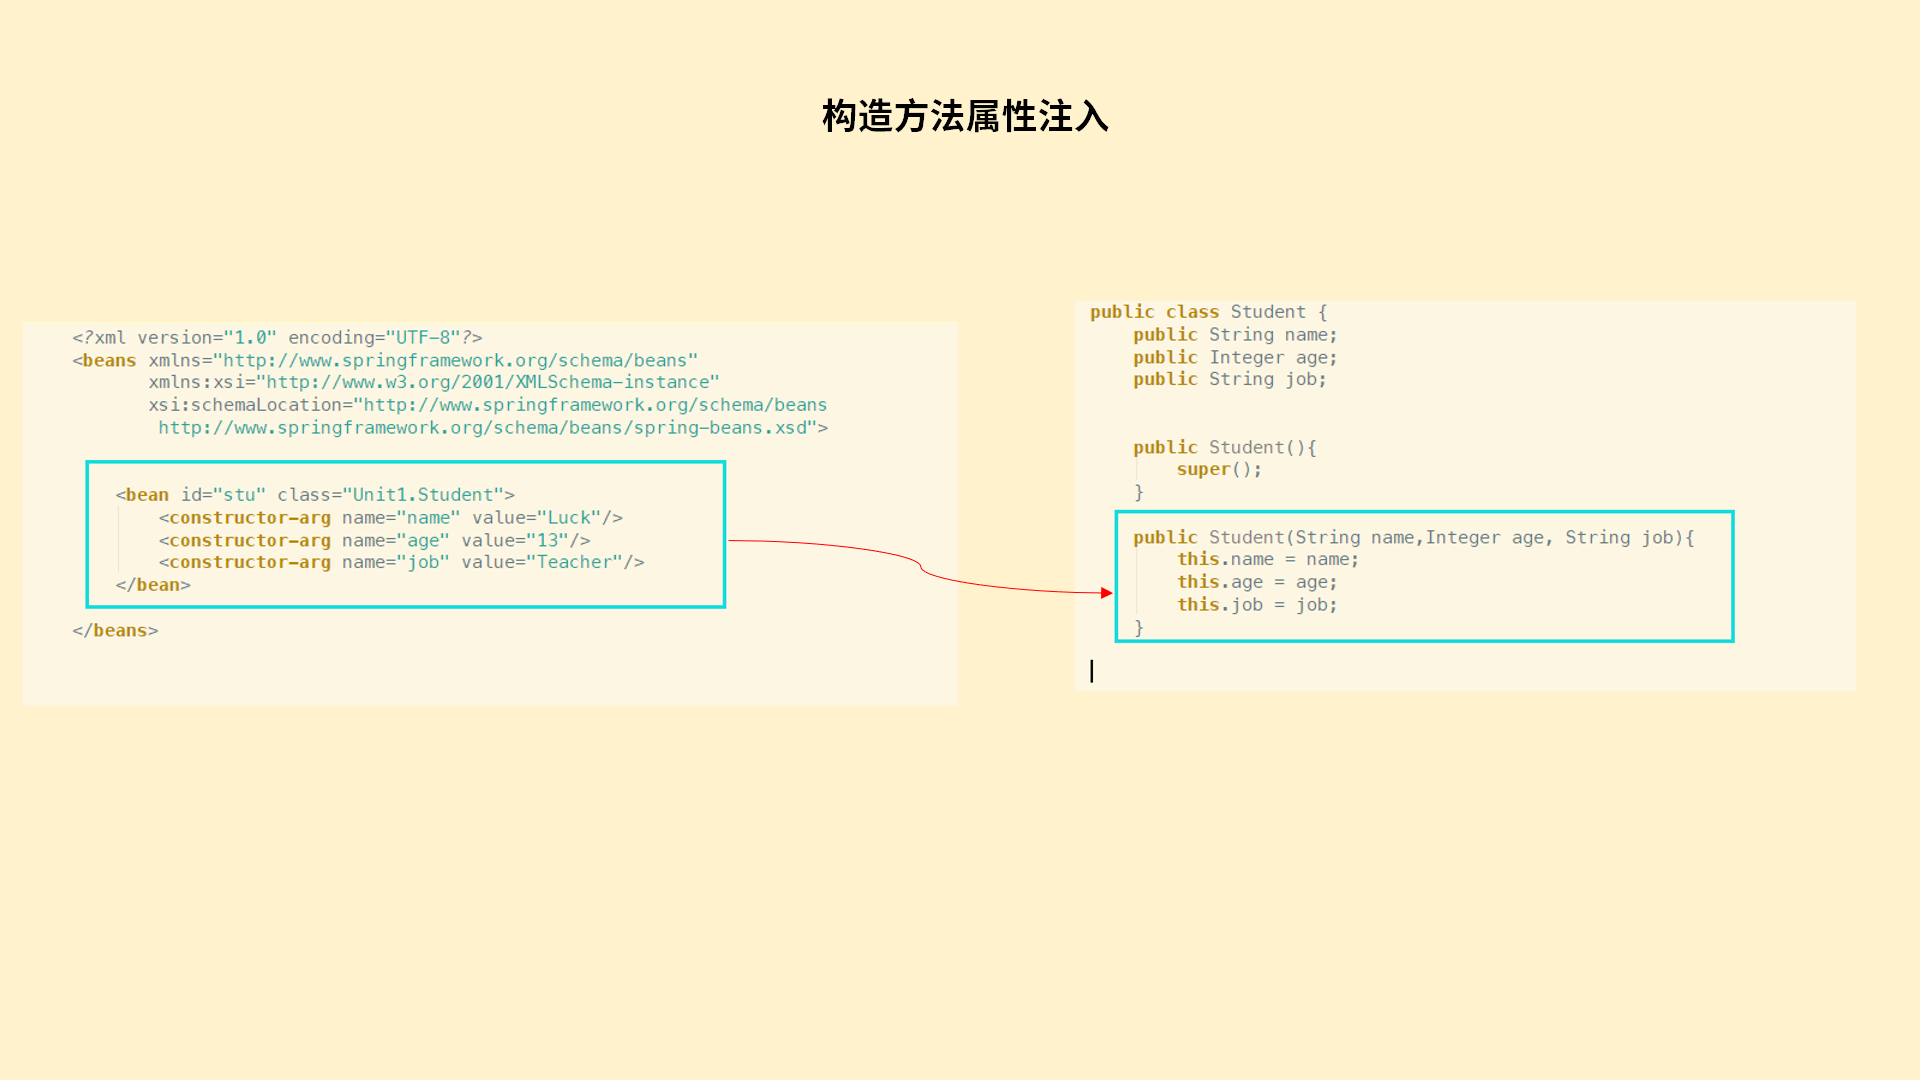 构造方法属性注入
<?xml version="1.0" encoding="UTF-8"?>
<beans xmlns="http://www.springframework.org/schema/beans"
       xmlns:xsi="http://www.w3.org/2001/XMLSchema-instance"
       xsi:schemaLocation="http://www.springframework.org/schema/beans
        http://www.springframework.org/schema/beans/spring-beans.xsd">
    <bean id="stu" class="Unit1.Student">
        <constructor-arg name="name" value="Luck"/>
        <constructor-arg name="age" value="13"/>
        <constructor-arg name="job" value="Teacher"/>
    </bean>
</beans>
public class Student {
    public String name;
    public Integer age;
    public String job;
    public Student(){
        super();
    }
    public Student(String name,Integer age, String job){
        this.name = name;
        this.age = age;
        this.job = job;
    }